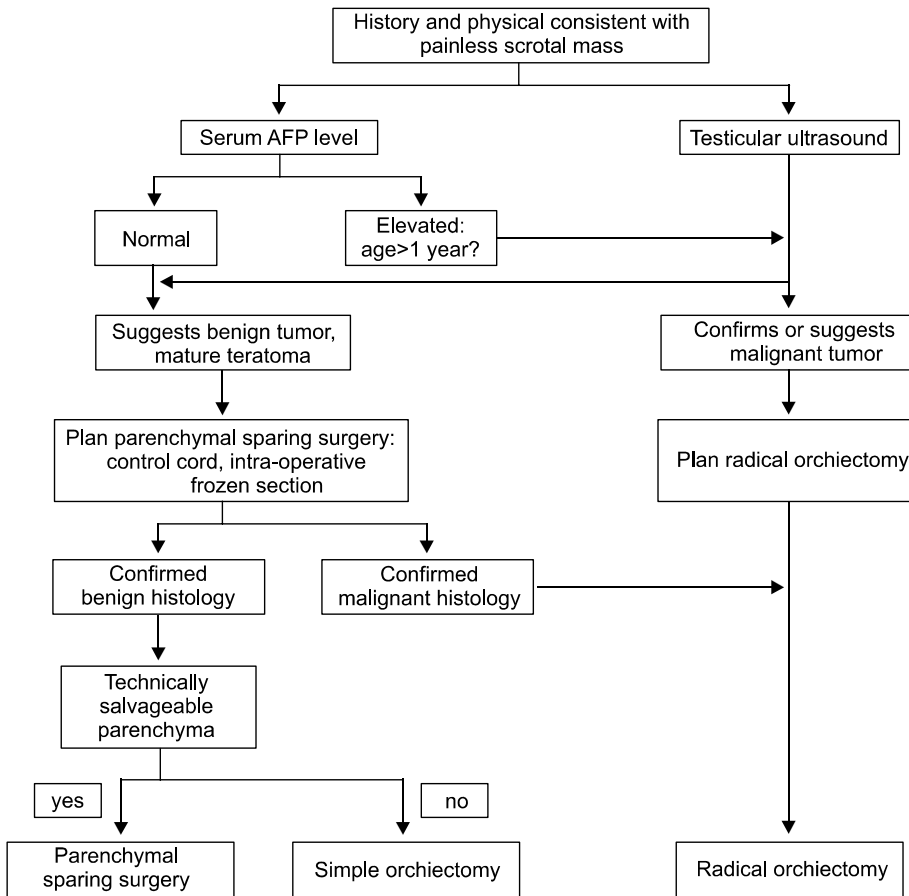 History and physical consistent with
painless scrotal mass
Serum AFP level
Testicular ultrasound
Normal
Elevated:
age>1 year?
Suggests benign tumor,
mature teratoma
Confirms or suggests
malignant tumor
Plan parenchymal sparing surgery:
control cord, intra-operative
frozen section
Plan radical orchiectomy
Confirmed
benign histology
Confirmed
malignant histology
Technically
salvageable
parenchyma
yes
no
Parenchymal
sparing surgery
Simple orchiectomy
Radical orchiectomy